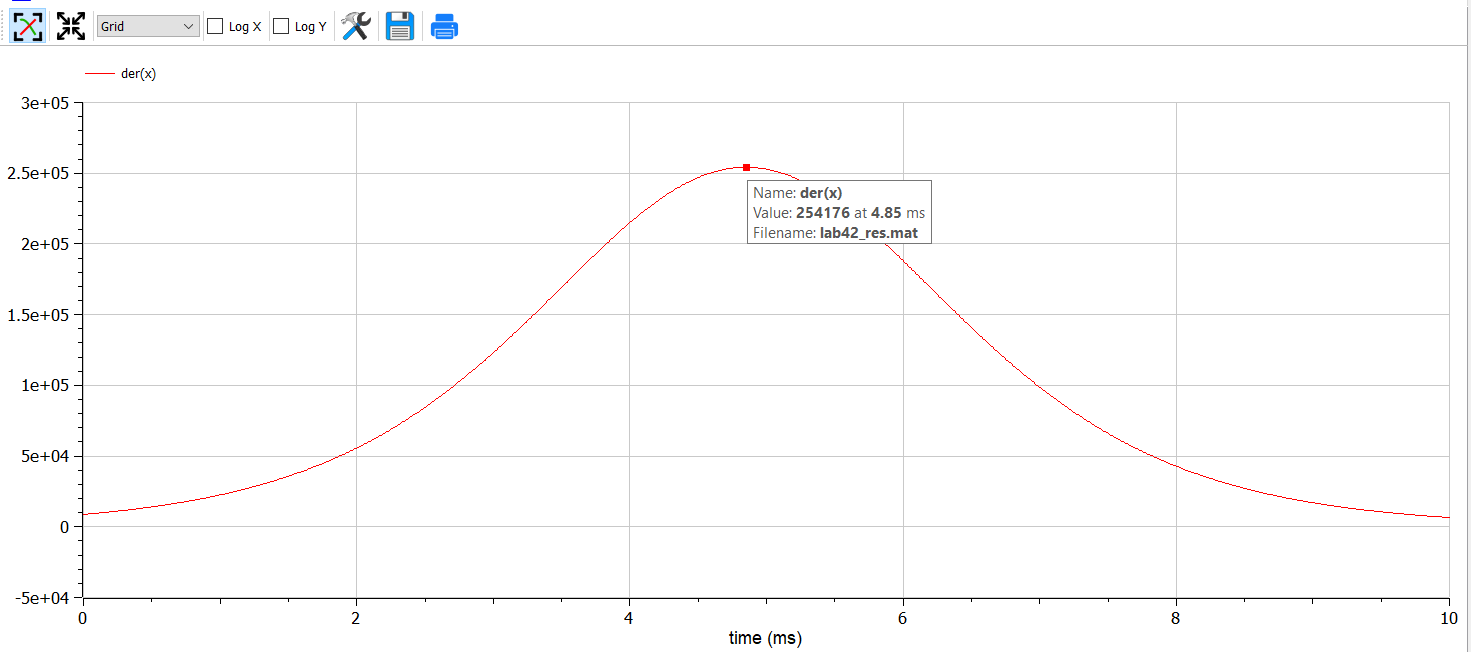 Grid Log X Log Y
der(x)
3e+05
2.5e+05
Name: der(x)
Value: 254176 at 4.85 ms
Filename: lab42_res.mat
2e+05
1.5e+05
1e+05
5e+04
0
-5e+04
0 2 4 6 8 10
time (ms)